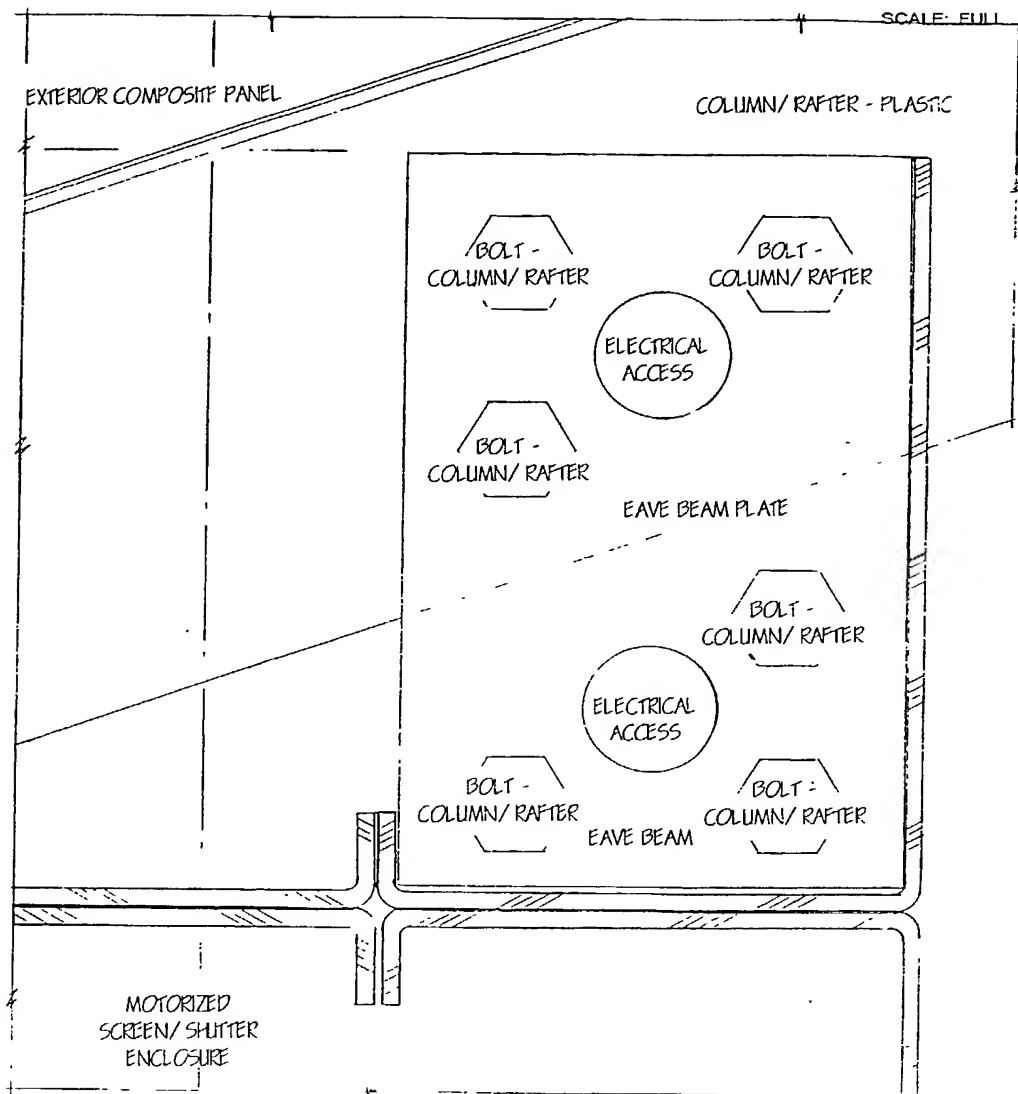 SCALE: FULL
EXTERIOR COMPOSITE PANEL
COLUMN/ RAFTER - PLASTIC
BOLT -
COLUMN/ RAFTER
BOLT -
COLUMN/ RAFTER
ELECTRICAL
ACCESS
BOLT -
COLUMN/ RAFTER
EAVE BEAM PLATE
BOLT -
COLUMN/ RAFTER
ELECTRICAL
ACCESS
BOLT -
COLUMN/ RAFTER
BOLT -
COLUMN/ RAFTER
EAVE BEAM
MOTORIZED
SCREEN/ SHUTTER
ENCLOSURE